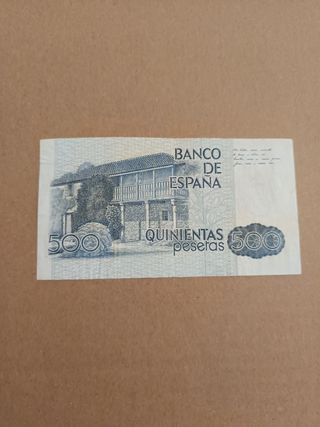 BANCO
DE
ESPAÑA
QUINIENTAS
pesetas
500
500